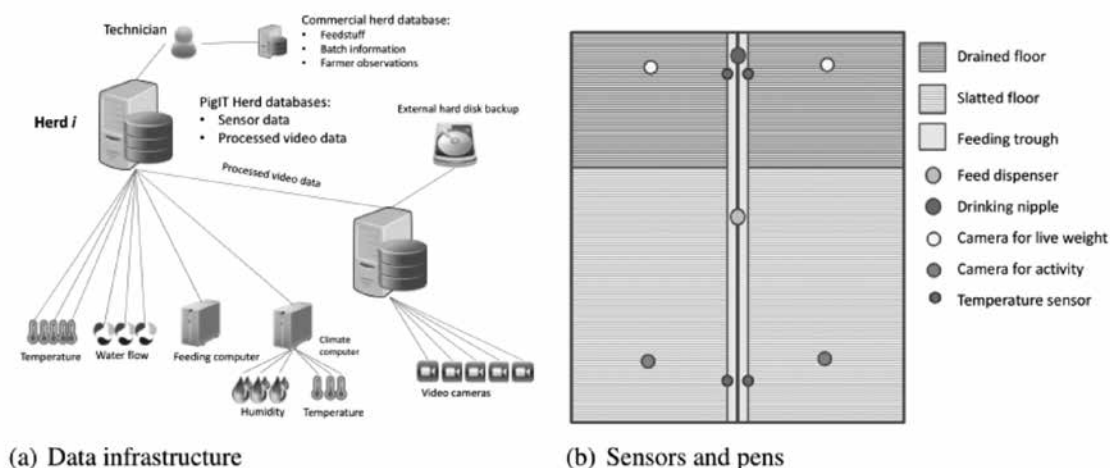 Technician
Commercial herd database:
• Feedstuff
• Batch information
• Farmer observations
Herd i
PigIT Herd databases:
• Sensor data
• Processed video data
External hard disk backup
Processed video data
Temperature
Water flow
Feeding computer
Climate
computer
Humidity
Temperature
Video cameras
(a) Data infrastructure
Drained floor
Slatted floor
Feeding trough
Feed dispenser
Drinking nipple
Camera for live weight
Camera for activity
Temperature sensor
(b) Sensors and pens